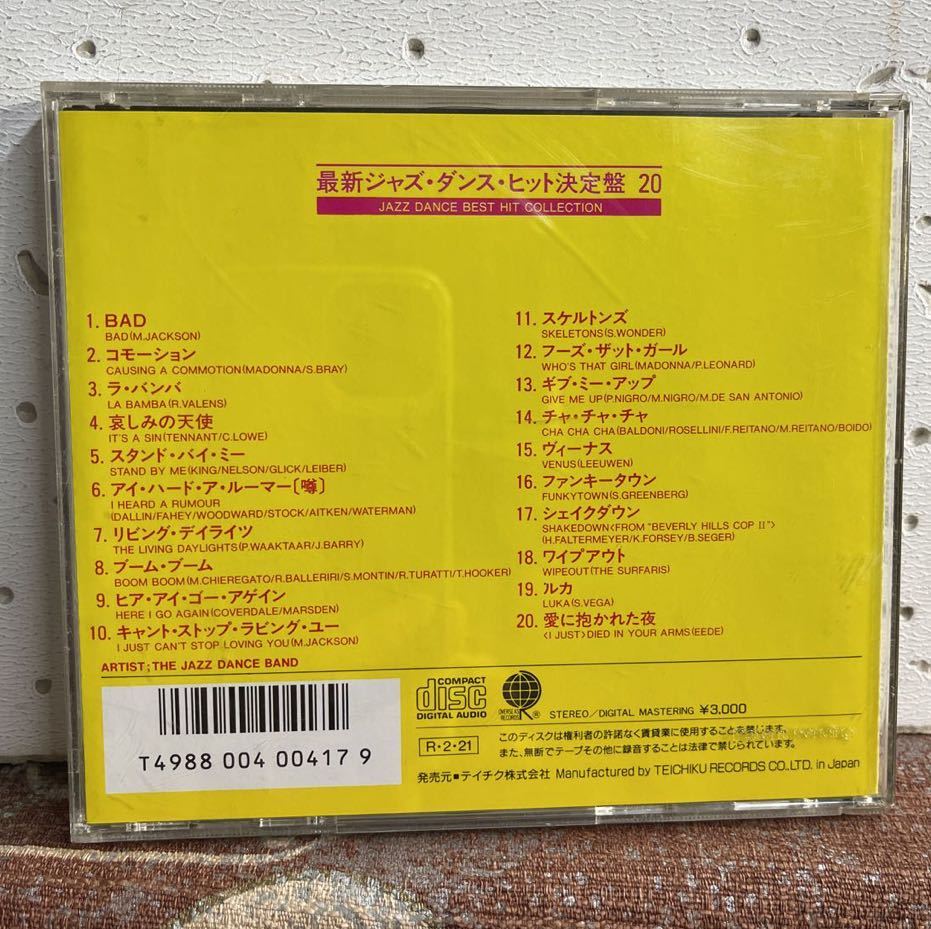 最新ジャズ・ダンス・ヒット決定盤 20
JAZZ DANCE BEST HIT COLLECTION
1. BAD
BAD(M.JACKSON)
2. コモーション
CAUSING A COMMOTION(MADONNA/S.BRAY)
3. ラ・バンバ
LA BAMBA(R.VALENS)
4. 哀しみの天使
IT'S A SIN(TENNANT/C.LOWE)
5. スタンド・バイ・ミー
STAND BY ME(KING/NELSON/GLICK/LEIBER)
6. アイ・ハード・ア・ルーマー〔噂〕
I HEARD A RUMOUR
(DALLIN/FAHEY/WOODWARD/STOCK/AITKEN/WATERMAN)
7. リビング・デイライツ
THE LIVING DAYLIGHTS(P.WAAKTAAR/J.BARRY)
8. ブーム・ブーム
BOOM BOOM(M.CHIEREGATO/R.BALLERIRI/S.MONTIN/R.TURATTI/T.HOOKER)
9. ヒア・アイ・ゴー・アゲイン
HERE I GO AGAIN(COVERDALE/MARSDEN)
10. キャント・ストップ・ラビング・ユー
I JUST CAN'T STOP LOVING YOU(M.JACKSON)
ARTIST;THE JAZZ DANCE BAND
11. スケルトンズ
SKELETONS(S.WONDER)
12. フーズ・ザット・ガール
WHO'S THAT GIRL(MADONNA/P.LEONARD)
13. ギブ・ミー・アップ
GIVE ME UP(P.NIGRO/M.NIGRO/M.DE SAN ANTONIO)
14. チャ・チャ・チャ
CHA CHA CHA(BALDONI/ROSELLINI/F.REITANO/M.REITANO/BOIDO)
15. ヴィーナス
VENUS(LEEUWEN)
16. ファンキータウン
FUNKYTOWN(S.GREENBERG)
17. シェイクダウン
SHAKEDOWN<FROM "BEVERLY HILLS COP II">
(H.FALTERMEYER/K.FORSEY/B.SEGER)
18. ワイプアウト
WIPEOUT(THE SURFARIS)
19. ルカ
LUKA(S.VEGA)
20. 愛に抱かれた夜
<I JUST>DIED IN YOUR ARMS(EEDE)
T4988 004 00417 9
COMPACT
disc
DIGITAL AUDIO
OVERSEAS
RECORDS
R
®
STEREO/DIGITAL MASTERING ¥3,000
R・2・21
このディスクは権利者の許諾なく賃貸業に使用することを禁じます。
また、無断でテープその他に録音することは法律で禁じられています。
発売元■テイチク株式会社 Manufactured by TEICHIKU RECORDS CO.,LTD. in Japan